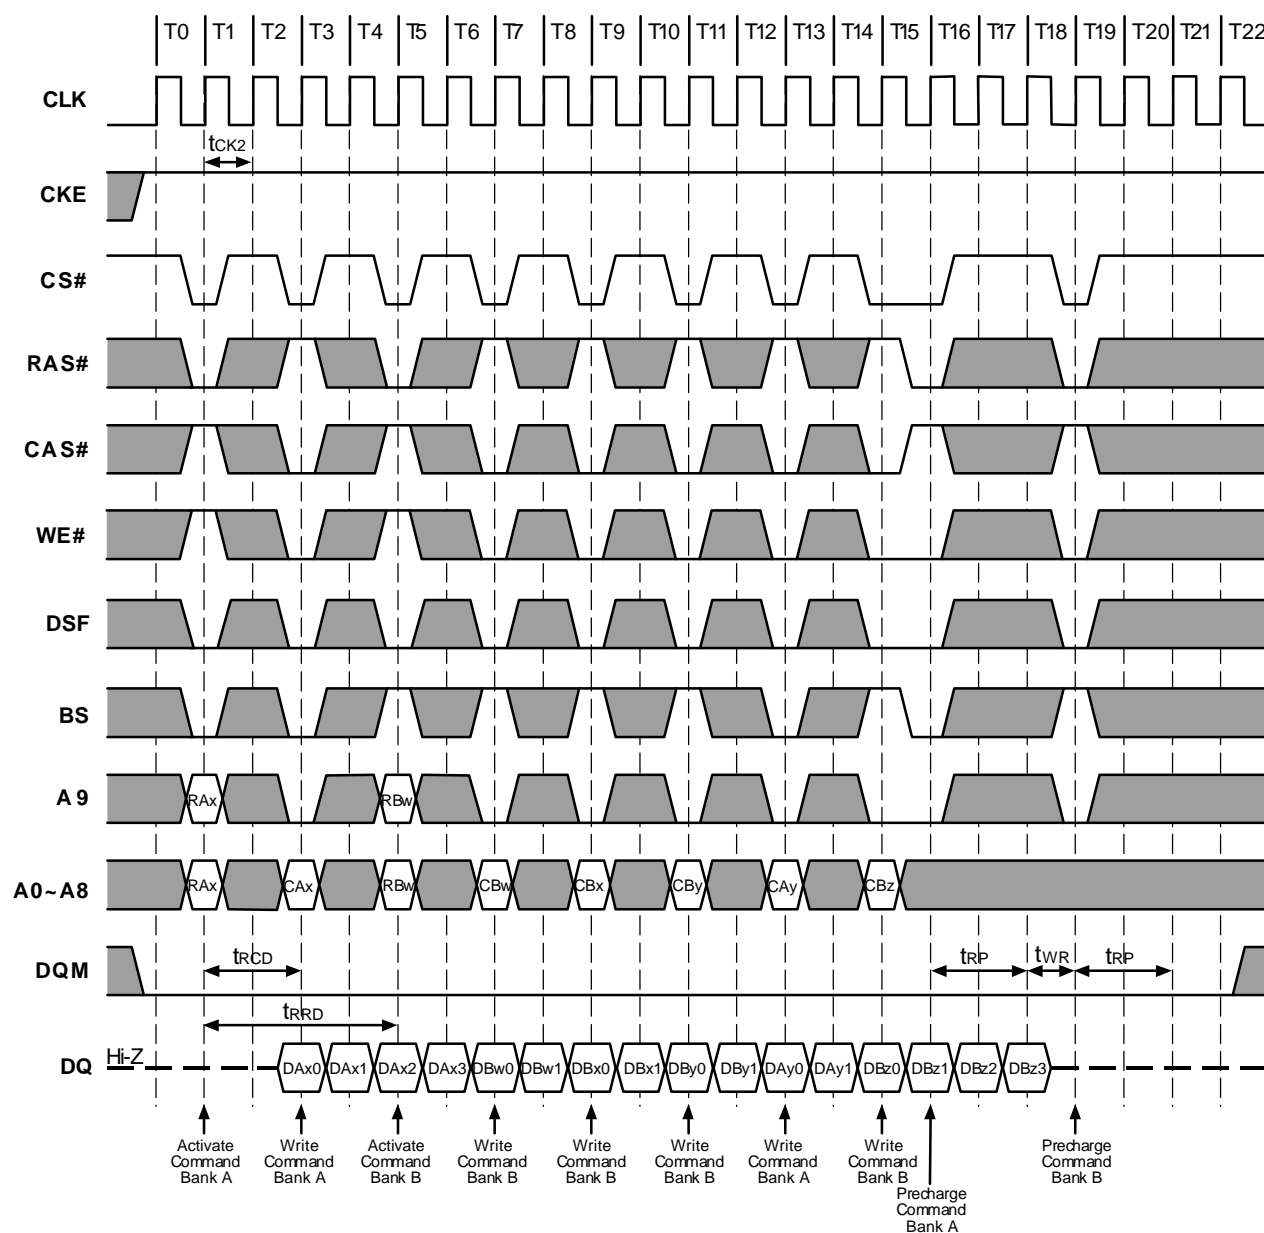 T0 T1 T2 T3 T4 T5 T6 T7 T8 T9 T10 T11 T12 T13 T14 T15 T16 T17 T18 T19 T20 T21 T22
CLK
tCK2
CKE
CS#
RAS#
CAS#
WE#
DSF
BS
A9 RAx RBw
A0~A8 RAx CAx RBw CBw CBx CBy CAy CBz
DQM tRCD tRP tWR tRP
tRRD
DQ Hi-Z DAx0 DAx1 DAx2 DAx3 DBw0 DBw1 DBx0 DBx1 DBy0 DBy1 DAy0 DAy1 DBz0 DBz1 DBz2 DBz3
Activate Write Activate Write Write Write Write Write Precharge
Command Command Command Command Command Command Command Command Command
Bank A Bank A Bank B Bank B Bank B Bank B Bank A Bank B Bank B
Precharge
Command
Bank A